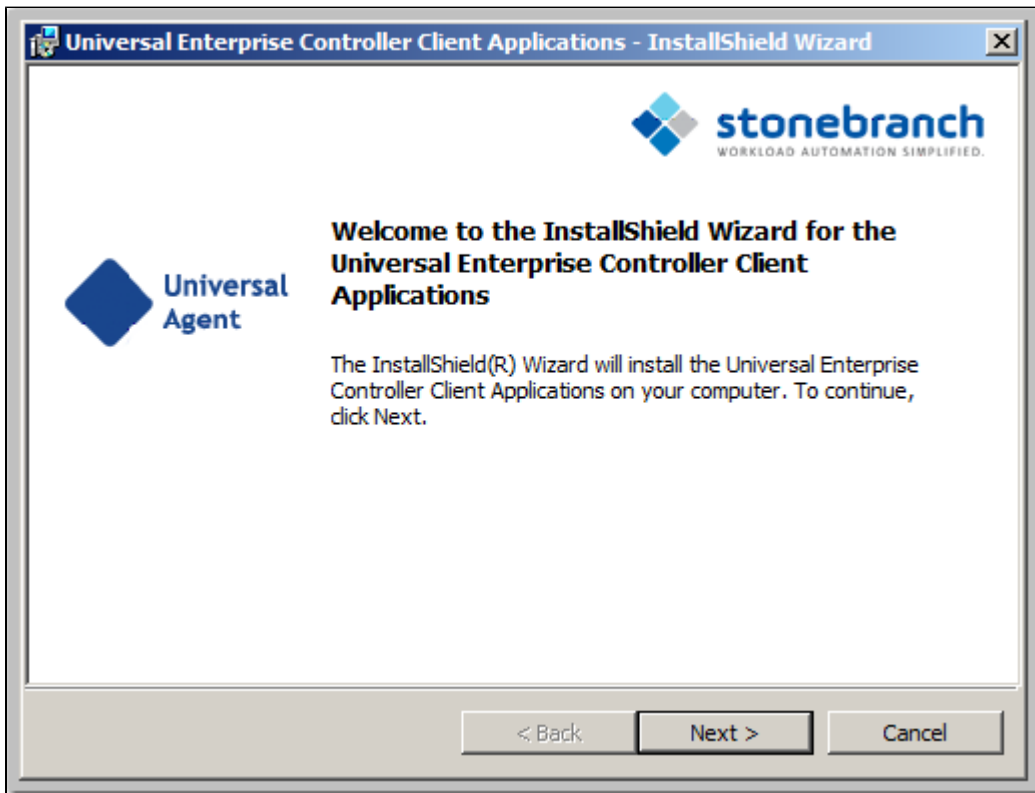 Universal Enterprise Controller Client Applications - InstallShield Wizard
stonebranch
WORKLOAD AUTOMATION SIMPLIFIED.
Universal
Agent
Welcome to the InstallShield Wizard for the
Universal Enterprise Controller Client
Applications
The InstallShield(R) Wizard will install the Universal Enterprise
Controller Client Applications on your computer. To continue,
click Next.
< Back
Next >
Cancel